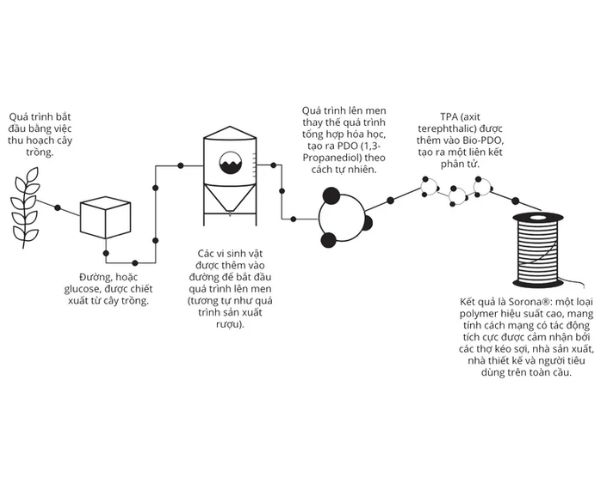 Quá trình bắt
đầu bằng việc
thu hoạch cây
trồng.
Đường, hoặc
glucose, được chiết
xuất từ cây trồng.
Các vi sinh vật
được thêm vào
đường để bắt đầu
quá trình lên men
(tương tự như quá
trình sản xuất
rượu).
Quá trình lên men
thay thế quá trình
tổng hợp hóa học,
tạo ra PDO (1,3-
Propanediol) theo
cách tự nhiên.
TPA (axit
terephthalic) được
thêm vào Bio-PDO,
tạo ra một liên kết
phân tử.
Kết quả là Sorona®: một loại
polymer hiệu suất cao, mang
tính cách mạng có tác động
tích cực được cảm nhận bởi
các thợ kéo sợi, nhà sản xuất,
nhà thiết kế và người tiêu
dùng trên toàn cầu.